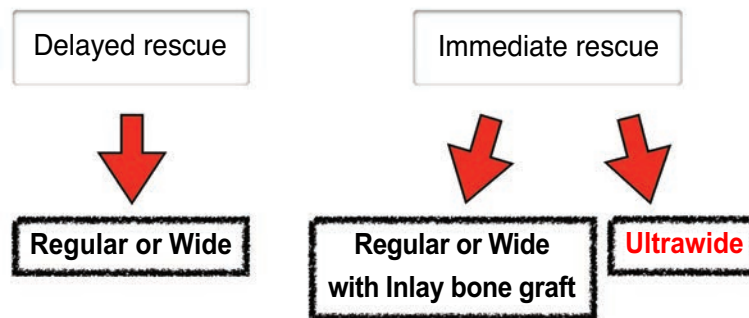 Delayed rescue
Immediate rescue
Regular or Wide
Regular or Wide
with Inlay bone graft
Ultrawide